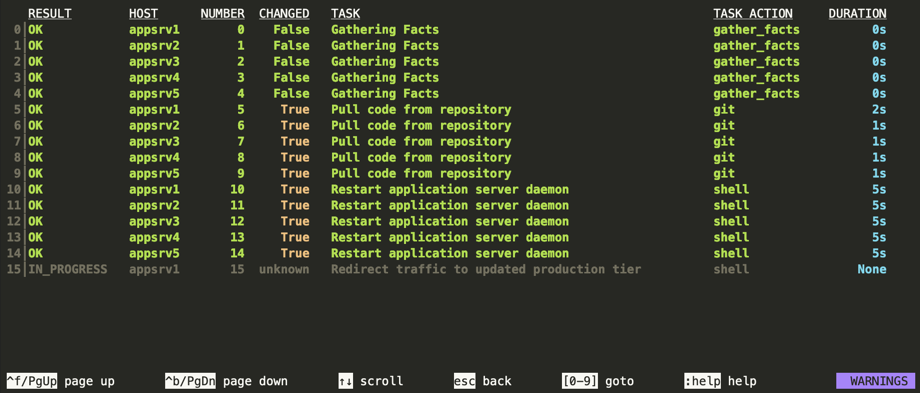 RESULT HOST NUMBER CHANGED TASK TASK ACTION DURATION
0 OK appsrv1 0 False Gathering Facts gather_facts 0s
1 OK appsrv2 1 False Gathering Facts gather_facts 0s
2 OK appsrv3 2 False Gathering Facts gather_facts 0s
3 OK appsrv4 3 False Gathering Facts gather_facts 0s
4 OK appsrv5 4 False Gathering Facts gather_facts 0s
5 OK appsrv1 5 True Pull code from repository git 2s
6 OK appsrv2 6 True Pull code from repository git 1s
7 OK appsrv3 7 True Pull code from repository git 1s
8 OK appsrv4 8 True Pull code from repository git 1s
9 OK appsrv5 9 True Pull code from repository git 1s
10 OK appsrv1 10 True Restart application server daemon shell 5s
11 OK appsrv2 11 True Restart application server daemon shell 5s
12 OK appsrv3 12 True Restart application server daemon shell 5s
13 OK appsrv4 13 True Restart application server daemon shell 5s
14 OK appsrv5 14 True Restart application server daemon shell 5s
15 IN_PROGRESS appsrv1 15 unknown Redirect traffic to updated production tier shell None
^f/PgUp page up ^b/PgDn page down ↑↓ scroll esc back [0-9] goto :help help WARNINGS